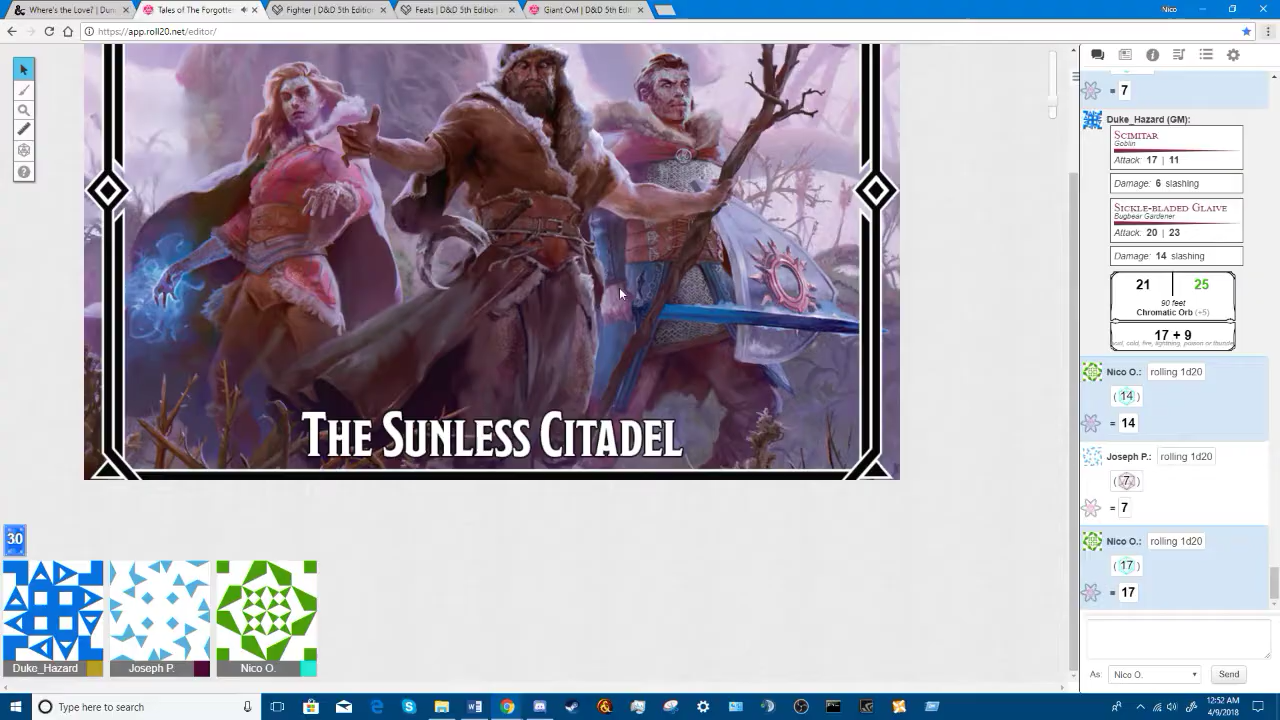 Where's the Love? | Dun
Tales of The Forgotte
Fighter | D&D 5th Edition
Feats | D&D 5th Edition
Giant Owl | D&D 5th Edi
Nico
https://app.roll20.net/editor/
= 7
Duke_Hazard (GM):
SCIMITAR
Goblin
Attack: 17 | 11
Damage: 6 slashing
SICKLE-BLADED GLAIVE
Bugbear Gardener
Attack: 20 | 23
Damage: 14 slashing
21 25
90 feet
Chromatic Orb (+5)
17 + 9
Nico O.: rolling 1d20
(14)
= 14
Joseph P.: rolling 1d20
(7)
= 7
Nico O.: rolling 1d20
(17)
= 17
THE SUNLESS CITADEL
30
Duke_Hazard
Joseph P.
Nico O.
As: Nico O. Send
Type here to search
12:52 AM
4/9/2018